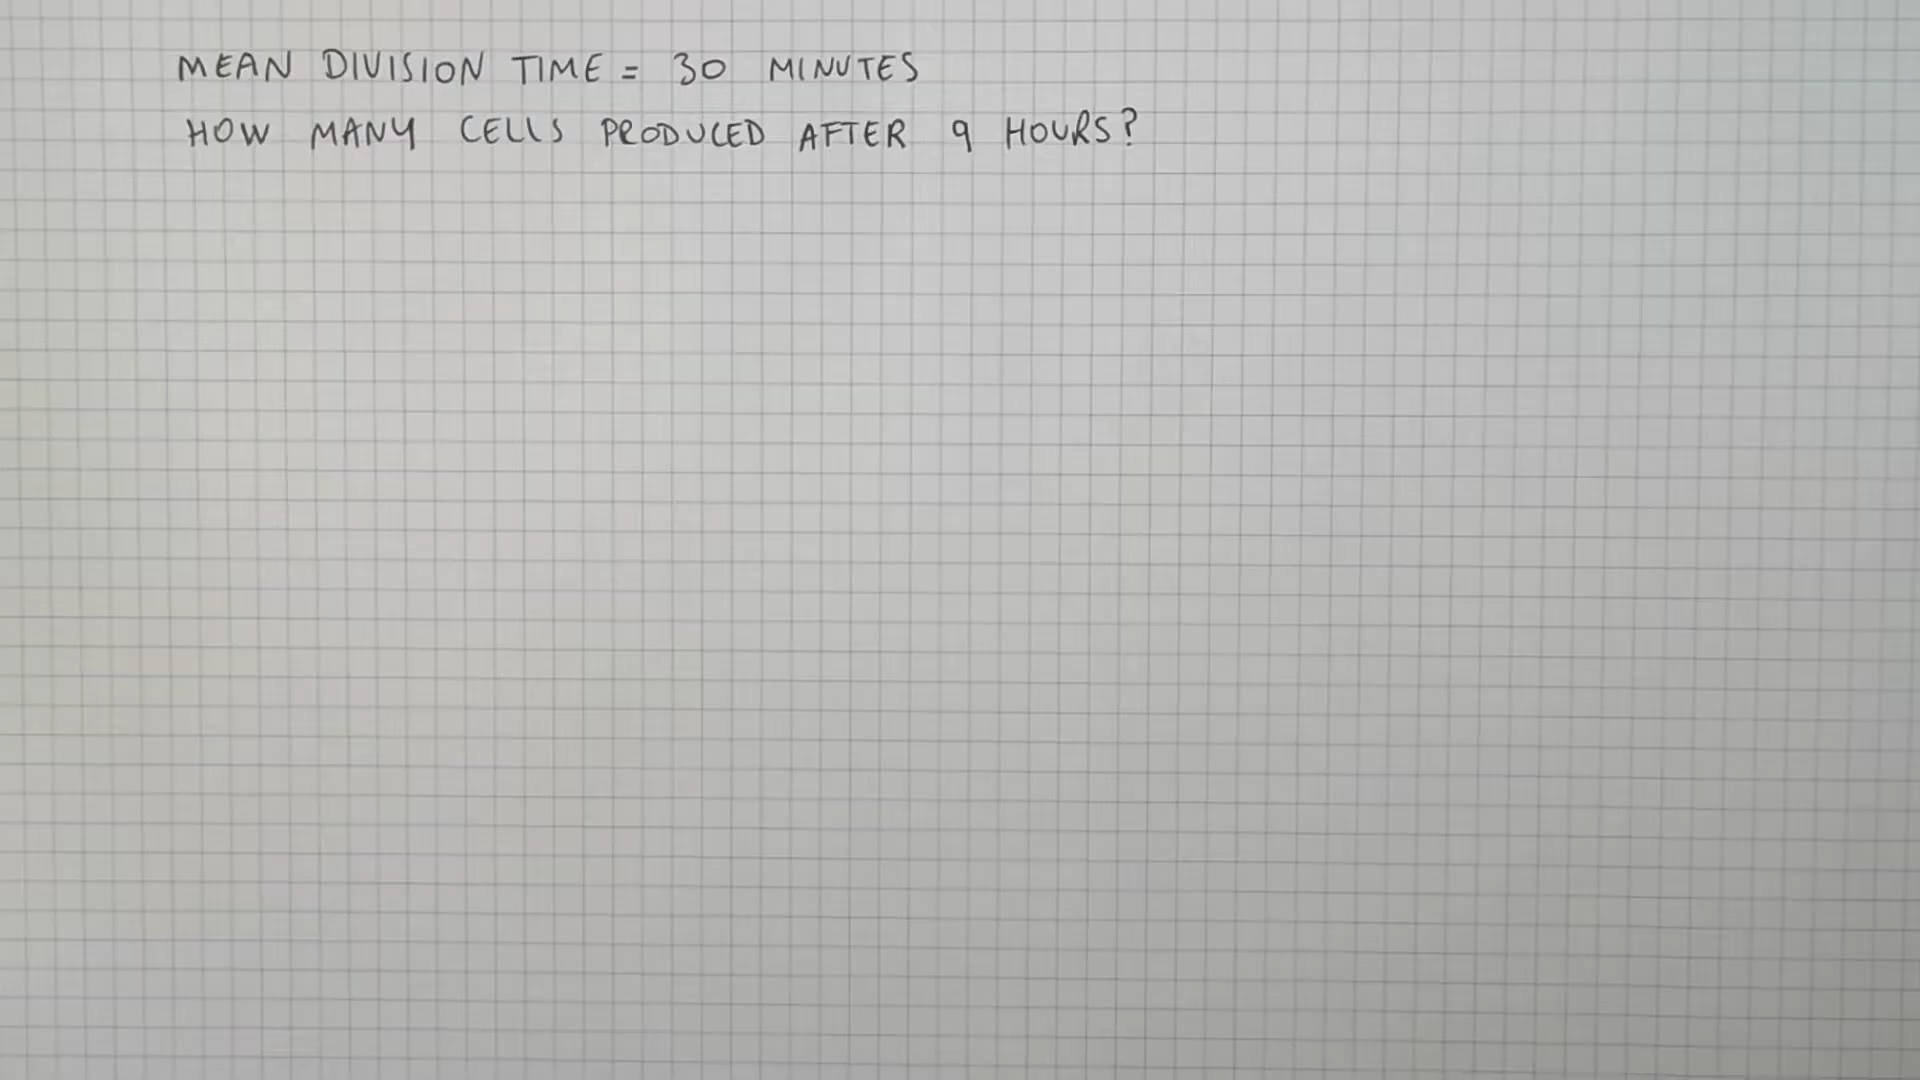 MEAN DIVISION TIME = 30 MINUTES
HOW MANY CELLS PRODUCED AFTER 9 HOURS?